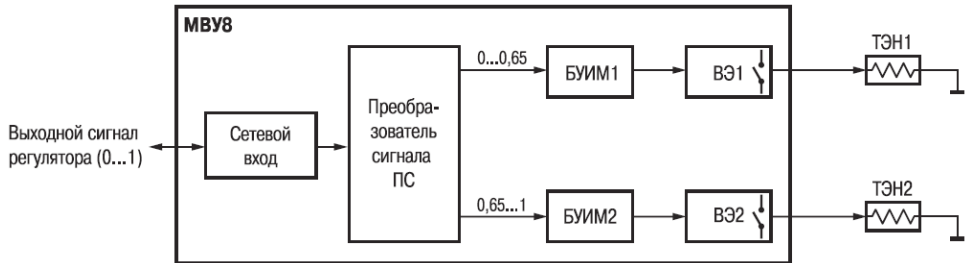 МВУ8
Выходной сигнал
регулятора (0...1)
Сетевой
вход
Преобра-
зователь
сигнала
ПС
0...0,65
БУИМ1
ВЭ1
ТЭН1
0,65...1
БУИМ2
ВЭ2
ТЭН2